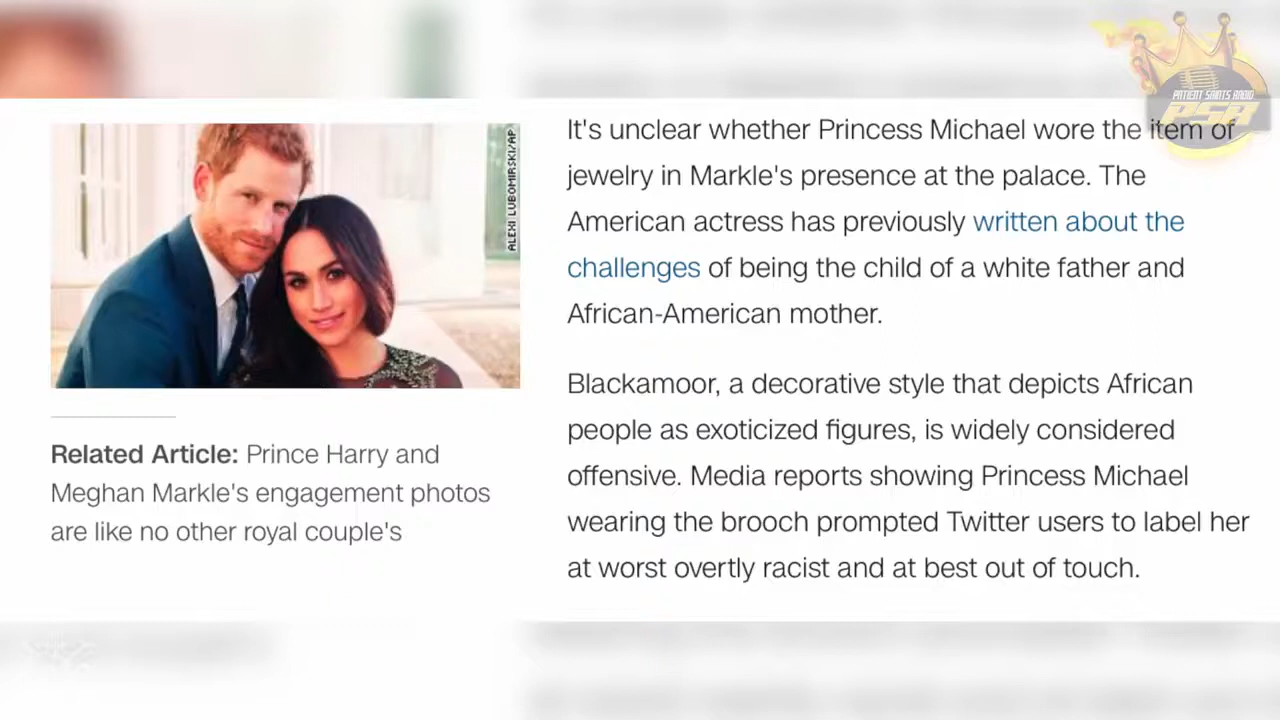 PATIENT SAINTS RADIO
PSR
ALEXI LUBOMIRSKI/AP
Related Article: Prince Harry and
Meghan Markle's engagement photos
are like no other royal couple's
It's unclear whether Princess Michael wore the item of
jewelry in Markle's presence at the palace. The
American actress has previously written about the
challenges of being the child of a white father and
African-American mother.
Blackamoor, a decorative style that depicts African
people as exoticized figures, is widely considered
offensive. Media reports showing Princess Michael
wearing the brooch prompted Twitter users to label her
at worst overtly racist and at best out of touch.